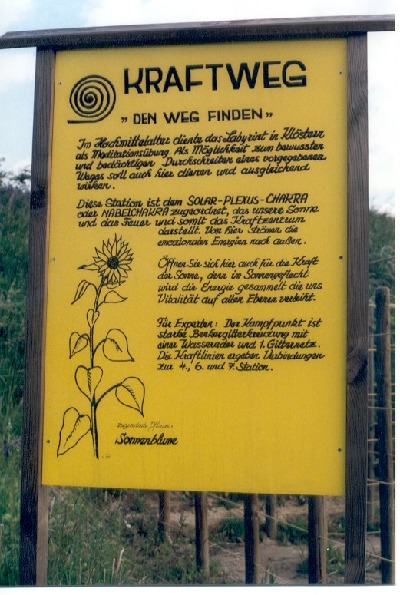 KRAFTWEG
„ DEN WEG FINDEN "
Im Hochmittelalter diente das Labyrint in Klöstern
als Meditationsübung. Als Möglichkeit zum bewussten
und bedächtigen Durchschreiten eines vorgegebenen
Weges soll auch hier klären und ausgleichend
wirken.
Diese Station ist dem SOLAR-PLEXUS-CHAKRA
oder NABELCHAKRA zugeordnet, das unsere Sonne
und das Feuer und somit das Kraftzentrum
darstellt. Von hier strömen die
emotionalen Energien nach außen.
Öffnen Sie sich hier auch für die Kraft
der Sonne, denn im Sonnengeflecht
wird die Energie gesammelt die uns
Vitalität auf allen Ebenen verleiht.
Für Experten: Der Kampfpunkt ist
starke Benkergitterkreuzung mit
einer Wasserader und 1. Gitternetz.
Die Kraftlinien ergeben Verbindungen
zur 4., 6. und 7. Station.
Sonnenblume